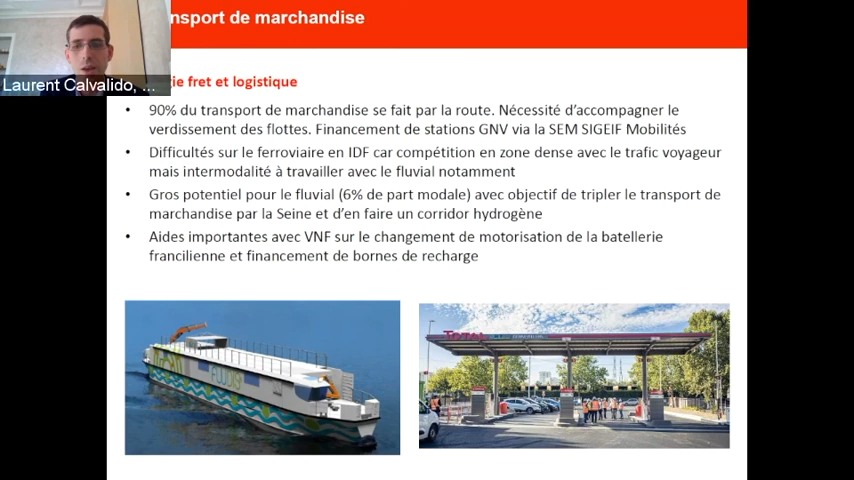 nsport de marchandise
Laurent Calvalido, ...
ie fret et logistique
• 90% du transport de marchandise se fait par la route. Nécessité d'accompagner le
verdissement des flottes. Financement de stations GNV via la SEM SIGEIF Mobilités
• Difficultés sur le ferroviaire en IDF car compétition en zone dense avec le trafic voyageur
mais intermodalité à travailler avec le fluvial notamment
• Gros potentiel pour le fluvial (6% de part modale) avec objectif de tripler le transport de
marchandise par la Seine et d'en faire un corridor hydrogène
• Aides importantes avec VNF sur le changement de motorisation de la batellerie
francilienne et financement de bornes de recharge
FLUDIS
TOTAL